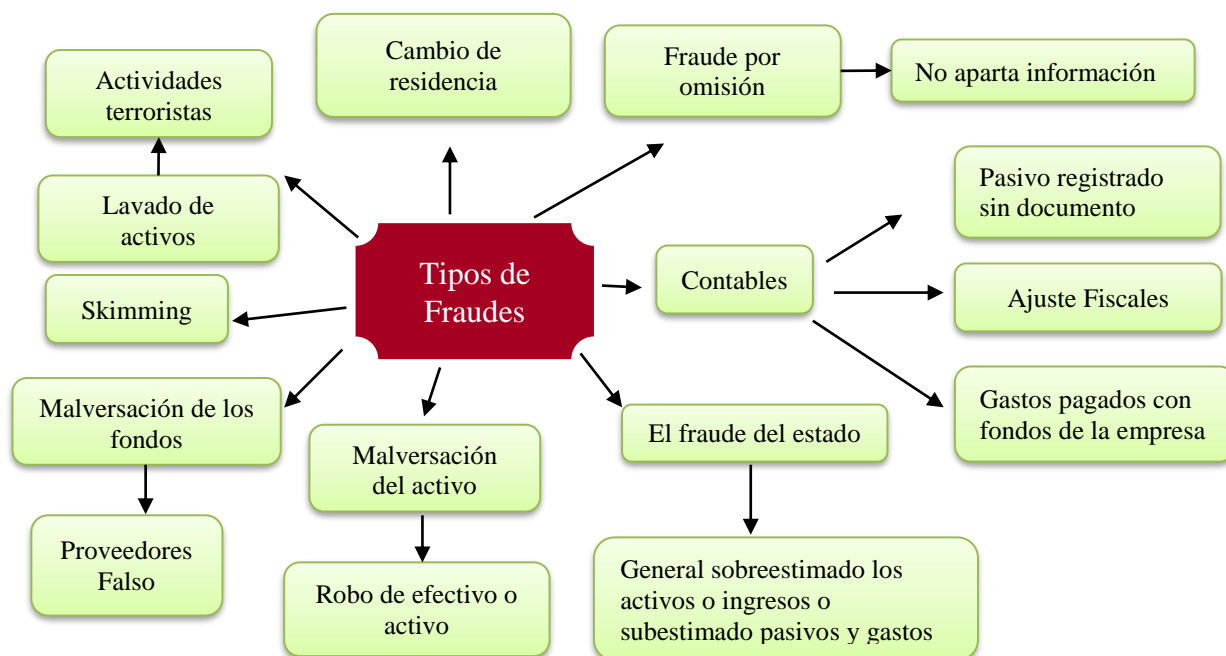 Cambio de
residencia
Fraude por
omisión
No aparta información
Actividades
terroristas
Lavado de
activos
Pasivo registrado
sin documento
Tipos de
Fraudes
Contables
Ajuste Fiscales
Skimming
Malversación de los
fondos
Gastos pagados con
fondos de la empresa
El fraude del estado
Malversación
del activo
Proveedores
Falso
Robo de efectivo o
activo
General sobreestimado los
activos o ingresos o
subestimado pasivos y gastos